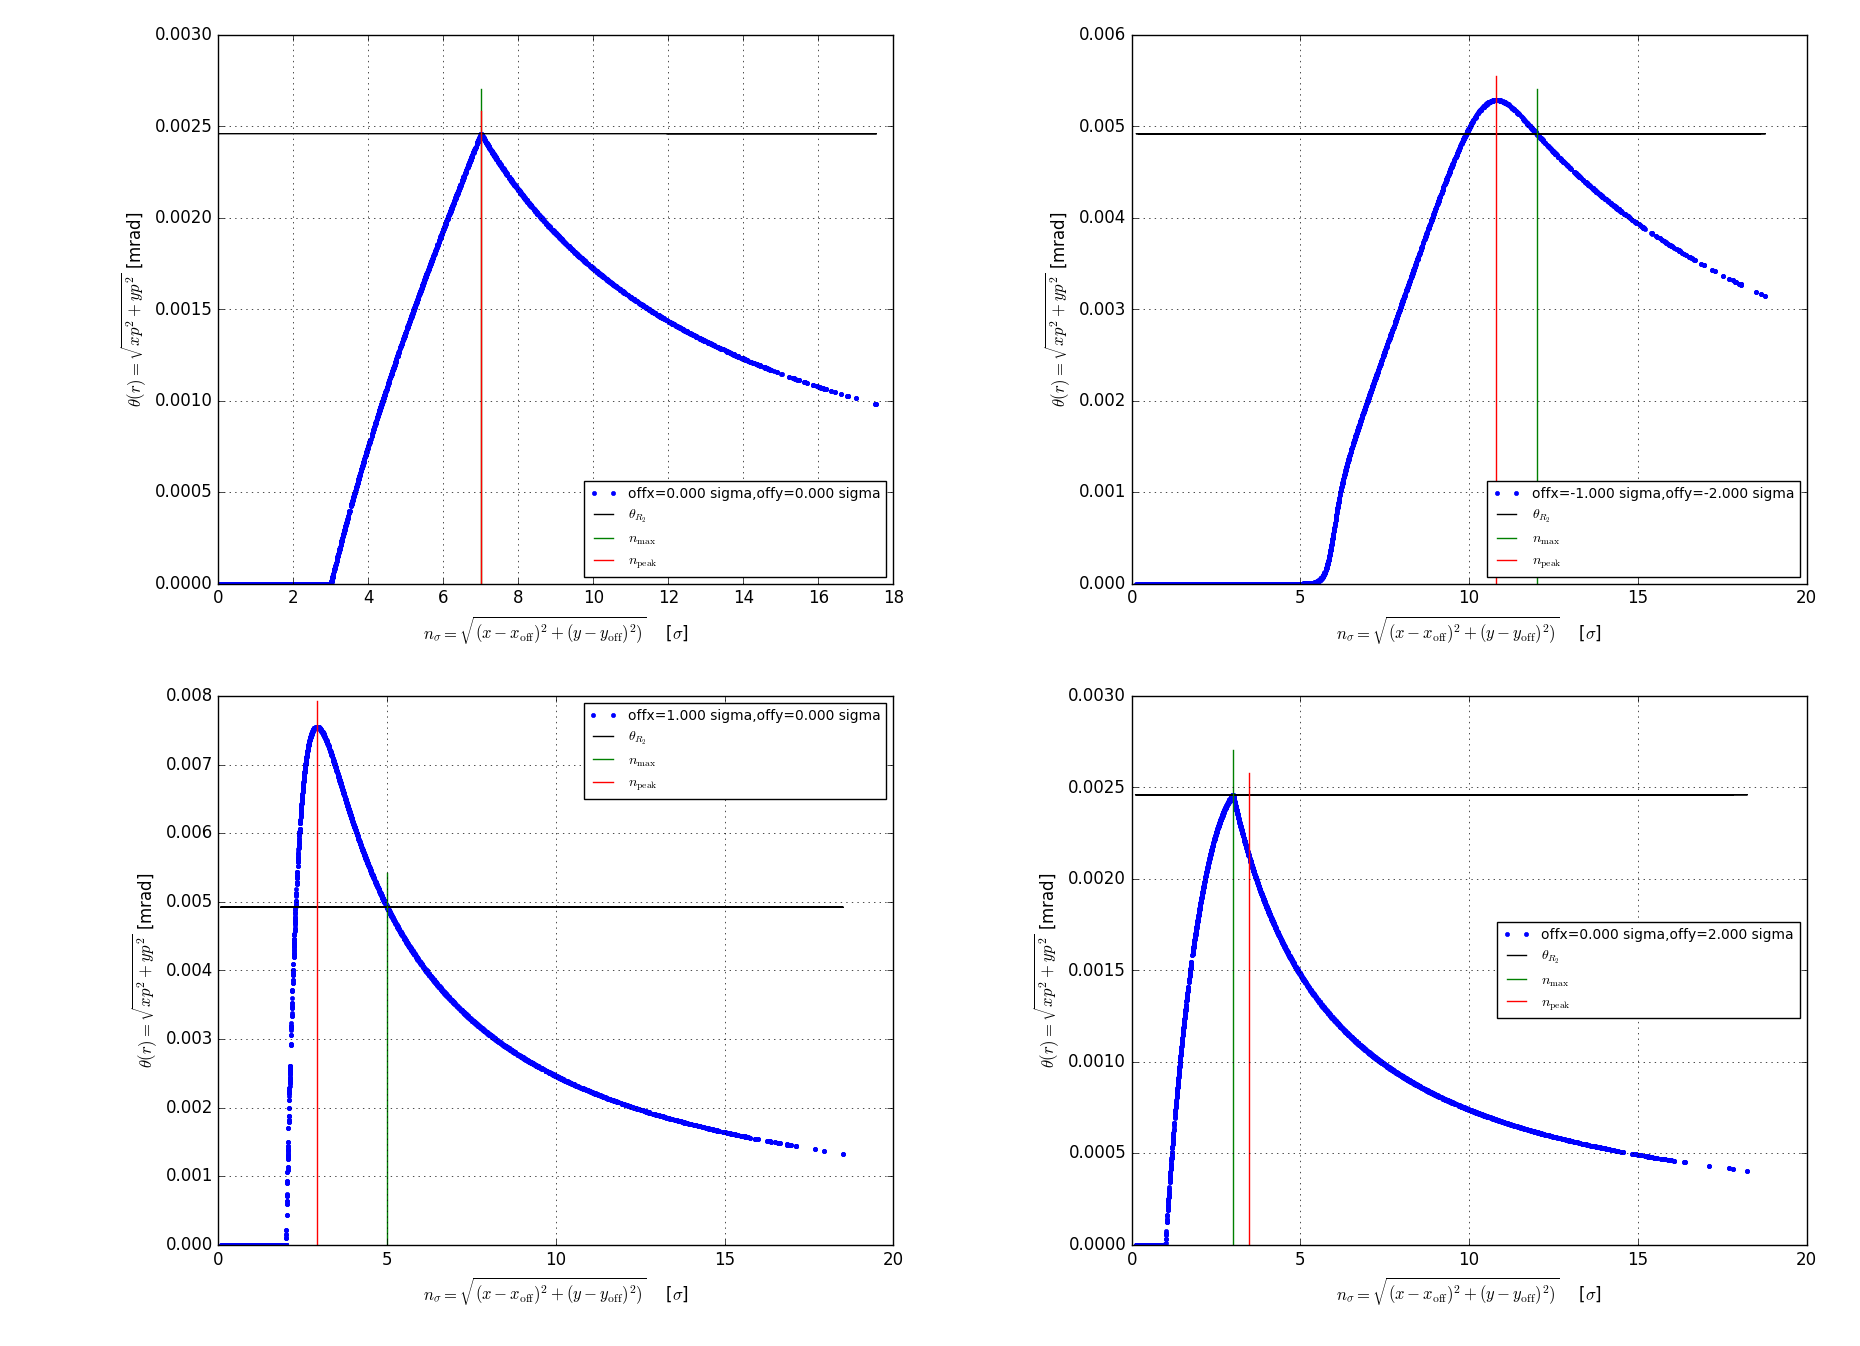 0.0030
0.0025
0.0020
0.0015
0.0010
0.0005
0.0000
θ(r) = √xp² + yp² [mrad]
0 2 4 6 8 10 12 14 16 18
n_σ = √(x − x_off)² + (y − y_off)²) [σ]
offx=0.000 sigma,offy=0.000 sigma
θ_R₂
n_max
n_peak
0.006
0.005
0.004
0.003
0.002
0.001
0.000
θ(r) = √xp² + yp² [mrad]
0 5 10 15 20
n_σ = √(x − x_off)² + (y − y_off)²) [σ]
offx=-1.000 sigma,offy=-2.000 sigma
θ_R₂
n_max
n_peak
0.008
0.007
0.006
0.005
0.004
0.003
0.002
0.001
0.000
θ(r) = √xp² + yp² [mrad]
0 5 10 15 20
n_σ = √(x − x_off)² + (y − y_off)²) [σ]
offx=1.000 sigma,offy=0.000 sigma
θ_R₂
n_max
n_peak
0.0030
0.0025
0.0020
0.0015
0.0010
0.0005
0.0000
θ(r) = √xp² + yp² [mrad]
0 5 10 15 20
n_σ = √(x − x_off)² + (y − y_off)²) [σ]
offx=0.000 sigma,offy=2.000 sigma
θ_R₂
n_max
n_peak